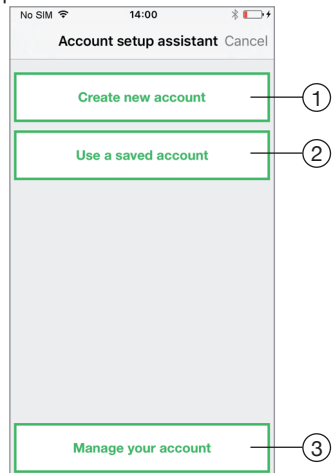 No SIM 14:00
Account setup assistant Cancel
Create new account 1
Use a saved account 2
Manage your account 3